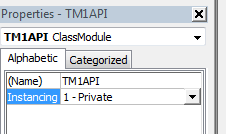 Properties - TM1API
TM1API ClassModule
Alphabetic Categorized
(Name) TM1API
Instancing 1 - Private